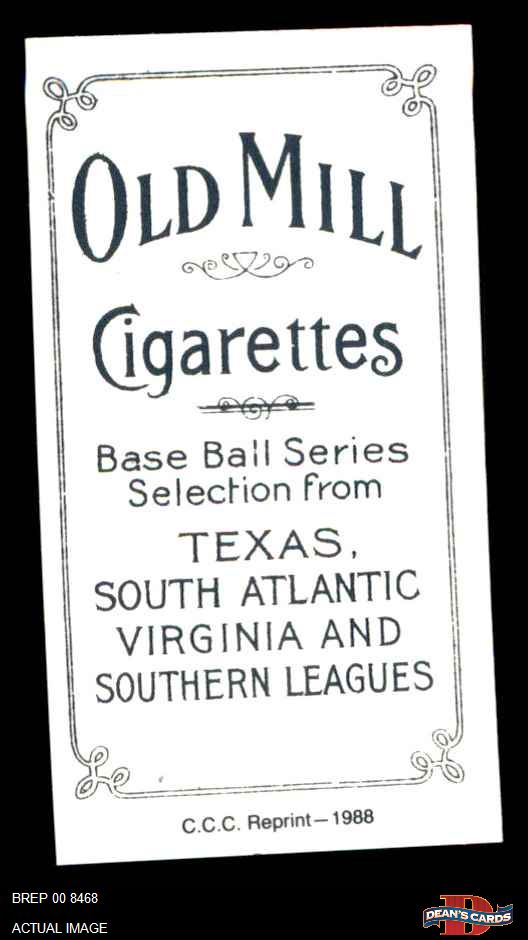 OLD MILL
Cigarettes
Base Ball Series
Selection from
TEXAS,
SOUTH ATLANTIC
VIRGINIA AND
SOUTHERN LEAGUES
C.C.C. Reprint—1988
BREP 00 8468
ACTUAL IMAGE
D
DEAN'S CARDS